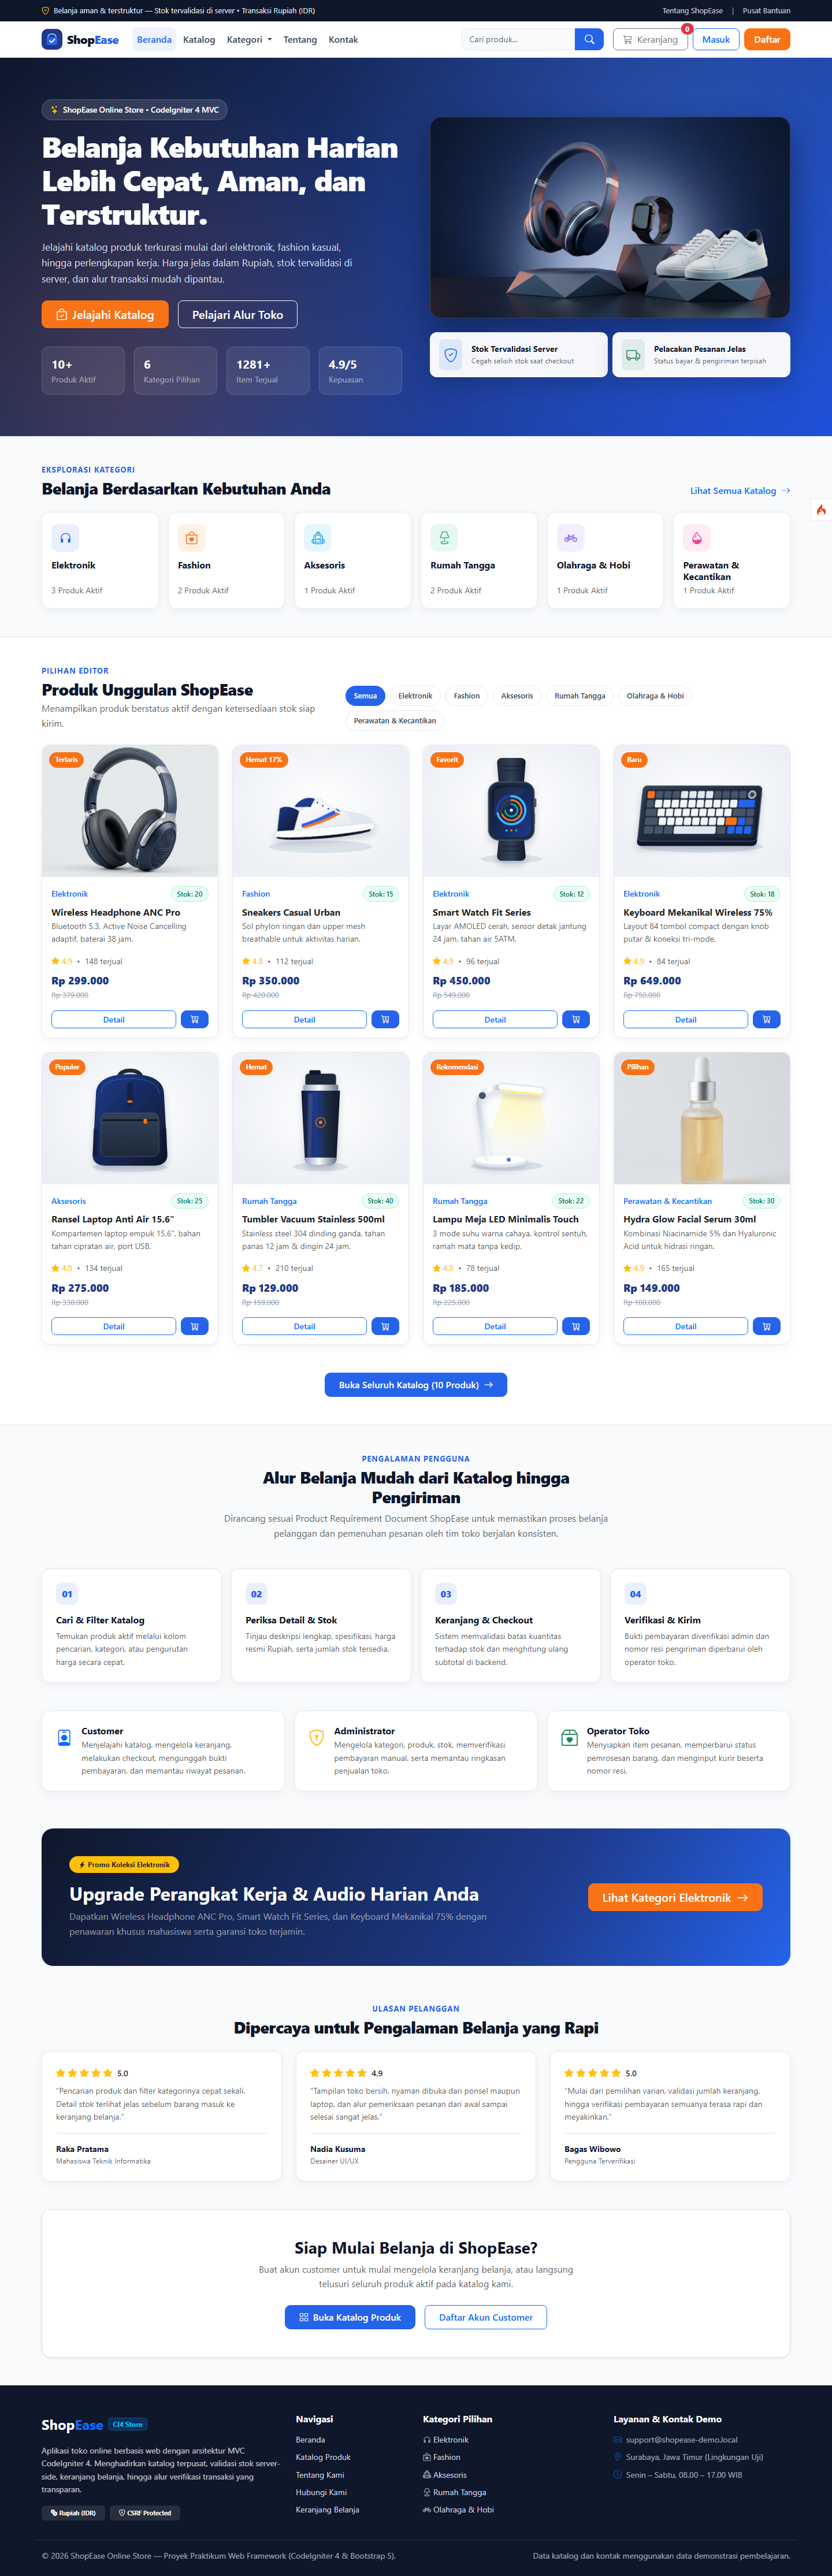 Belanja aman & terstruktur — Stok tervalidasi di server • Transaksi Rupiah (IDR)
Tentang ShopEase | Pusat Bantuan
ShopEase
Beranda
Katalog
Kategori
Tentang
Kontak
Cari produk...
Keranjang
0
Masuk
Daftar
ShopEase Online Store • CodeIgniter 4 MVC
Belanja Kebutuhan Harian
Lebih Cepat, Aman, dan
Terstruktur.
Jelajahi katalog produk terkurasi mulai dari elektronik, fashion kasual,
hingga perlengkapan kerja. Harga jelas dalam Rupiah, stok tervalidasi di
server, dan alur transaksi mudah dipantau.
Jelajahi Katalog
Pelajari Alur Toko
10+
Produk Aktif
6
Kategori Pilihan
1281+
Item Terjual
4.9/5
Kepuasan
Stok Tervalidasi Server
Cegah selisih stok saat checkout
Pelacakan Pesanan Jelas
Status bayar & pengiriman terpisah
EKSPLORASI KATEGORI
Belanja Berdasarkan Kebutuhan Anda
Lihat Semua Katalog →
Elektronik
3 Produk Aktif
Fashion
2 Produk Aktif
Aksesoris
1 Produk Aktif
Rumah Tangga
2 Produk Aktif
Olahraga & Hobi
1 Produk Aktif
Perawatan &
Kecantikan
1 Produk Aktif
PILIHAN EDITOR
Produk Unggulan ShopEase
Menampilkan produk berstatus aktif dengan ketersediaan stok siap
kirim.
Semua
Elektronik
Fashion
Aksesoris
Rumah Tangga
Olahraga & Hobi
Perawatan & Kecantikan
Terlaris
Elektronik
Stok: 20
Wireless Headphone ANC Pro
Bluetooth 5.3, Active Noise Cancelling
adaptif, baterai 38 jam.
4.9 • 148 terjual
Rp 299.000
Rp 379.000
Detail
Hemat 17%
Fashion
Stok: 15
Sneakers Casual Urban
Sol phylon ringan dan upper mesh
breathable untuk aktivitas harian.
4.8 • 112 terjual
Rp 350.000
Rp 420.000
Detail
Favorit
Elektronik
Stok: 12
Smart Watch Fit Series
Layar AMOLED cerah, sensor detak jantung
24 jam, tahan air 5ATM.
4.9 • 96 terjual
Rp 450.000
Rp 549.000
Detail
Baru
Elektronik
Stok: 18
Keyboard Mekanikal Wireless 75%
Layout 84 tombol compact dengan knob
putar & koneksi tri-mode.
4.9 • 84 terjual
Rp 649.000
Rp 750.000
Detail
Populer
Aksesoris
Stok: 25
Ransel Laptop Anti Air 15.6"
Kompartemen laptop empuk 15.6", bahan
tahan cipratan air, port USB.
4.8 • 134 terjual
Rp 275.000
Rp 330.000
Detail
Hemat
Rumah Tangga
Stok: 40
Tumbler Vacuum Stainless 500ml
Stainless steel 304 dinding ganda, tahan
panas 12 jam & dingin 24 jam.
4.7 • 210 terjual
Rp 129.000
Rp 159.000
Detail
Rekomendasi
Rumah Tangga
Stok: 22
Lampu Meja LED Minimalis Touch
3 mode suhu warna cahaya, kontrol sentuh,
ramah mata tanpa kedip.
4.8 • 78 terjual
Rp 185.000
Rp 225.000
Detail
Pilihan
Perawatan & Kecantikan
Stok: 30
Hydra Glow Facial Serum 30ml
Kombinasi Niacinamide 5% dan Hyaluronic
Acid untuk hidrasi ringan.
4.9 • 165 terjual
Rp 149.000
Rp 180.000
Detail
Buka Seluruh Katalog (10 Produk) →
PENGALAMAN PENGGUNA
Alur Belanja Mudah dari Katalog hingga
Pengiriman
Dirancang sesuai Product Requirement Document ShopEase untuk memastikan proses belanja
pelanggan dan pemenuhan pesanan oleh tim toko berjalan konsisten.
01
Cari & Filter Katalog
Temukan produk aktif melalui kolom
pencarian, kategori, atau pengurutan
harga secara cepat.
02
Periksa Detail & Stok
Tinjau deskripsi lengkap, spesifikasi, harga
resmi Rupiah, serta jumlah stok tersedia.
03
Keranjang & Checkout
Sistem memvalidasi batas kuantitas
terhadap stok dan menghitung ulang
subtotal di backend.
04
Verifikasi & Kirim
Bukti pembayaran diverifikasi admin dan
nomor resi pengiriman diperbarui oleh
operator toko.
Customer
Menjelajahi katalog, mengelola keranjang,
melakukan checkout, mengunggah bukti
pembayaran, dan memantau riwayat pesanan.
Administrator
Mengelola kategori, produk, stok, memverifikasi
pembayaran manual, serta memantau ringkasan
penjualan toko.
Operator Toko
Menyiapkan item pesanan, memperbarui status
pemrosesan barang, dan menginput kurir beserta
nomor resi.
Promo Koleksi Elektronik
Upgrade Perangkat Kerja & Audio Harian Anda
Dapatkan Wireless Headphone ANC Pro, Smart Watch Fit Series, dan Keyboard Mekanikal 75% dengan
penawaran khusus mahasiswa serta garansi toko terjamin.
Lihat Kategori Elektronik →
ULASAN PELANGGAN
Dipercaya untuk Pengalaman Belanja yang Rapi
5.0
"Pencarian produk dan filter kategorinya cepat sekali.
Detail stok terlihat jelas sebelum barang masuk ke
keranjang belanja."
Raka Pratama
Mahasiswa Teknik Informatika
4.9
"Tampilan toko bersih, nyaman dibuka dari ponsel maupun
laptop, dan alur pemeriksaan pesanan dari awal sampai
selesai sangat jelas."
Nadia Kusuma
Desainer UI/UX
5.0
"Mulai dari pemilihan varian, validasi jumlah keranjang,
hingga verifikasi pembayaran semuanya terasa rapi dan
meyakinkan."
Bagas Wibowo
Pengguna Terverifikasi
Siap Mulai Belanja di ShopEase?
Buat akun customer untuk mulai mengelola keranjang belanja, atau langsung
telusuri seluruh produk aktif pada katalog kami.
Buka Katalog Produk
Daftar Akun Customer
ShopEase
CI4 Store
Aplikasi toko online berbasis web dengan arsitektur MVC
CodeIgniter 4. Menghadirkan katalog terpusat, validasi stok server-
side, keranjang belanja, hingga alur verifikasi transaksi yang
transparan.
Rupiah (IDR)
CSRF Protected
Navigasi
Beranda
Katalog Produk
Tentang Kami
Hubungi Kami
Keranjang Belanja
Kategori Pilihan
Elektronik
Fashion
Aksesoris
Rumah Tangga
Olahraga & Hobi
Layanan & Kontak Demo
support@shopease-demo.local
Surabaya, Jawa Timur (Lingkungan Uji)
Senin – Sabtu, 08.00 – 17.00 WIB
© 2026 ShopEase Online Store — Proyek Praktikum Web Framework (CodeIgniter 4 & Bootstrap 5).
Data katalog dan kontak menggunakan data demonstrasi pembelajaran.